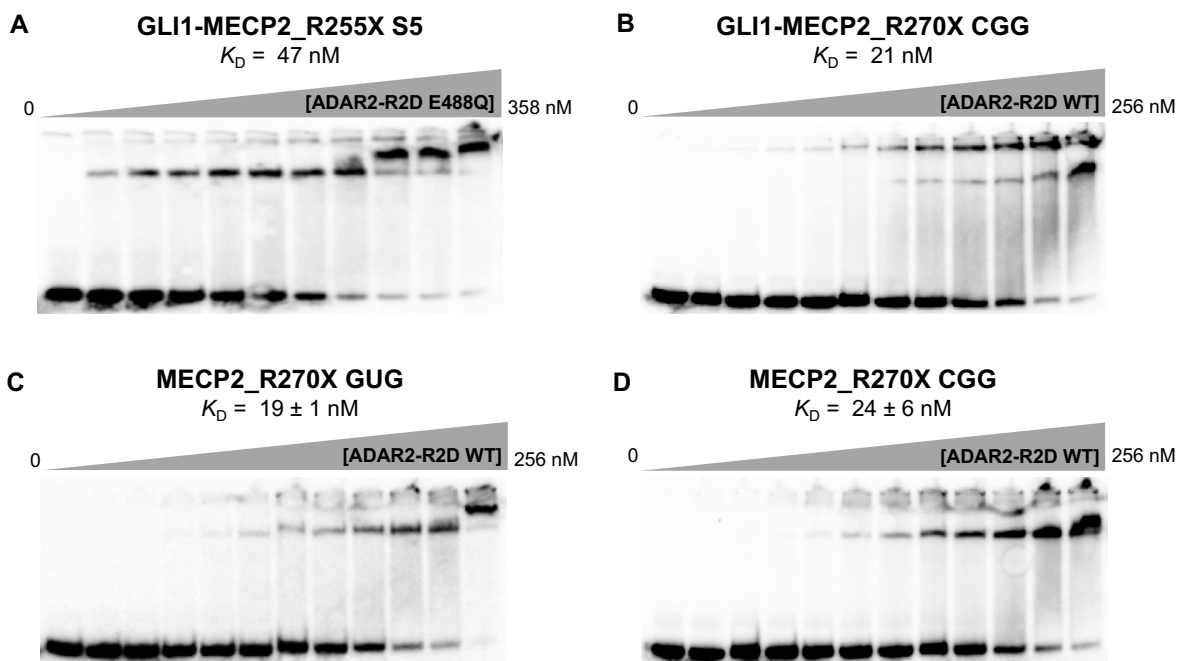 A
GLI1-MECP2_R255X S5
KD = 47 nM
0
[ADAR2-R2D E488Q]
358 nM
B
GLI1-MECP2_R270X CGG
KD = 21 nM
0
[ADAR2-R2D WT]
256 nM
C
MECP2_R270X GUG
KD = 19 ± 1 nM
0
[ADAR2-R2D WT]
256 nM
D
MECP2_R270X CGG
KD = 24 ± 6 nM
0
[ADAR2-R2D WT]
256 nM